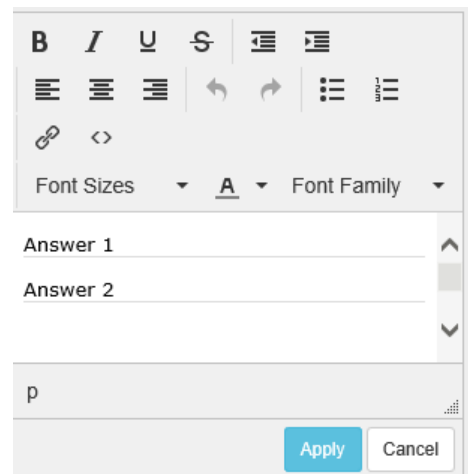 B I U S
A
Font Sizes A Font Family
Answer 1
Answer 2
p
Apply Cancel